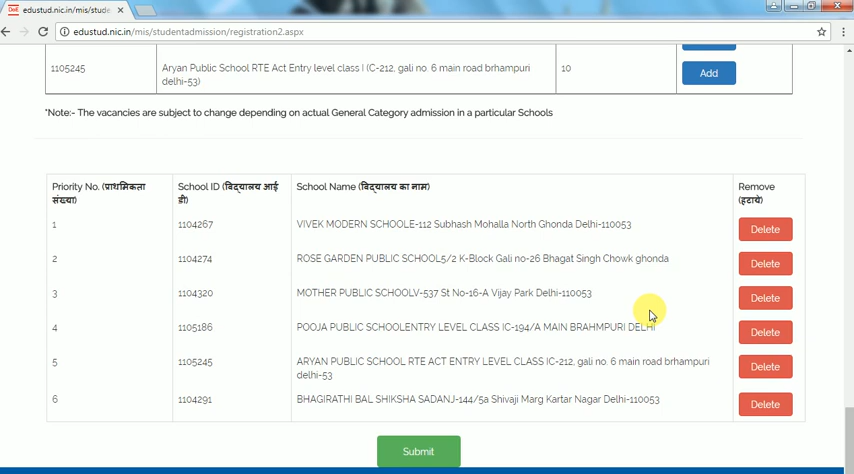 DoE edustud.nic.in/mis/stude
edustud.nic.in/mis/studentadmission/registration2.aspx
1105245 Aryan Public School RTE Act Entry level class I (C-212, gali no. 6 main road brhampuri 10 Add
delhi-53)
*Note:- The vacancies are subject to change depending on actual General Category admission in a particular Schools
Priority No. (प्राथमिकता School ID (विद्यालय आई School Name (विद्यालय का नाम) Remove
संख्या) डी) (हटाये)
1 1104267 VIVEK MODERN SCHOOLE-112 Subhash Mohalla North Ghonda Delhi-110053 Delete
2 1104274 ROSE GARDEN PUBLIC SCHOOL5/2 K-Block Gali no-26 Bhagat Singh Chowk ghonda Delete
3 1104320 MOTHER PUBLIC SCHOOLV-537 St No-16-A Vijay Park Delhi-110053 Delete
4 1105186 POOJA PUBLIC SCHOOLENTRY LEVEL CLASS IC-194/A MAIN BRAHMPURI DELHI Delete
5 1105245 ARYAN PUBLIC SCHOOL RTE ACT ENTRY LEVEL CLASS IC-212, gali no. 6 main road brhampuri Delete
delhi-53
6 1104291 BHAGIRATHI BAL SHIKSHA SADANJ-144/5a Shivaji Marg Kartar Nagar Delhi-110053 Delete
Submit